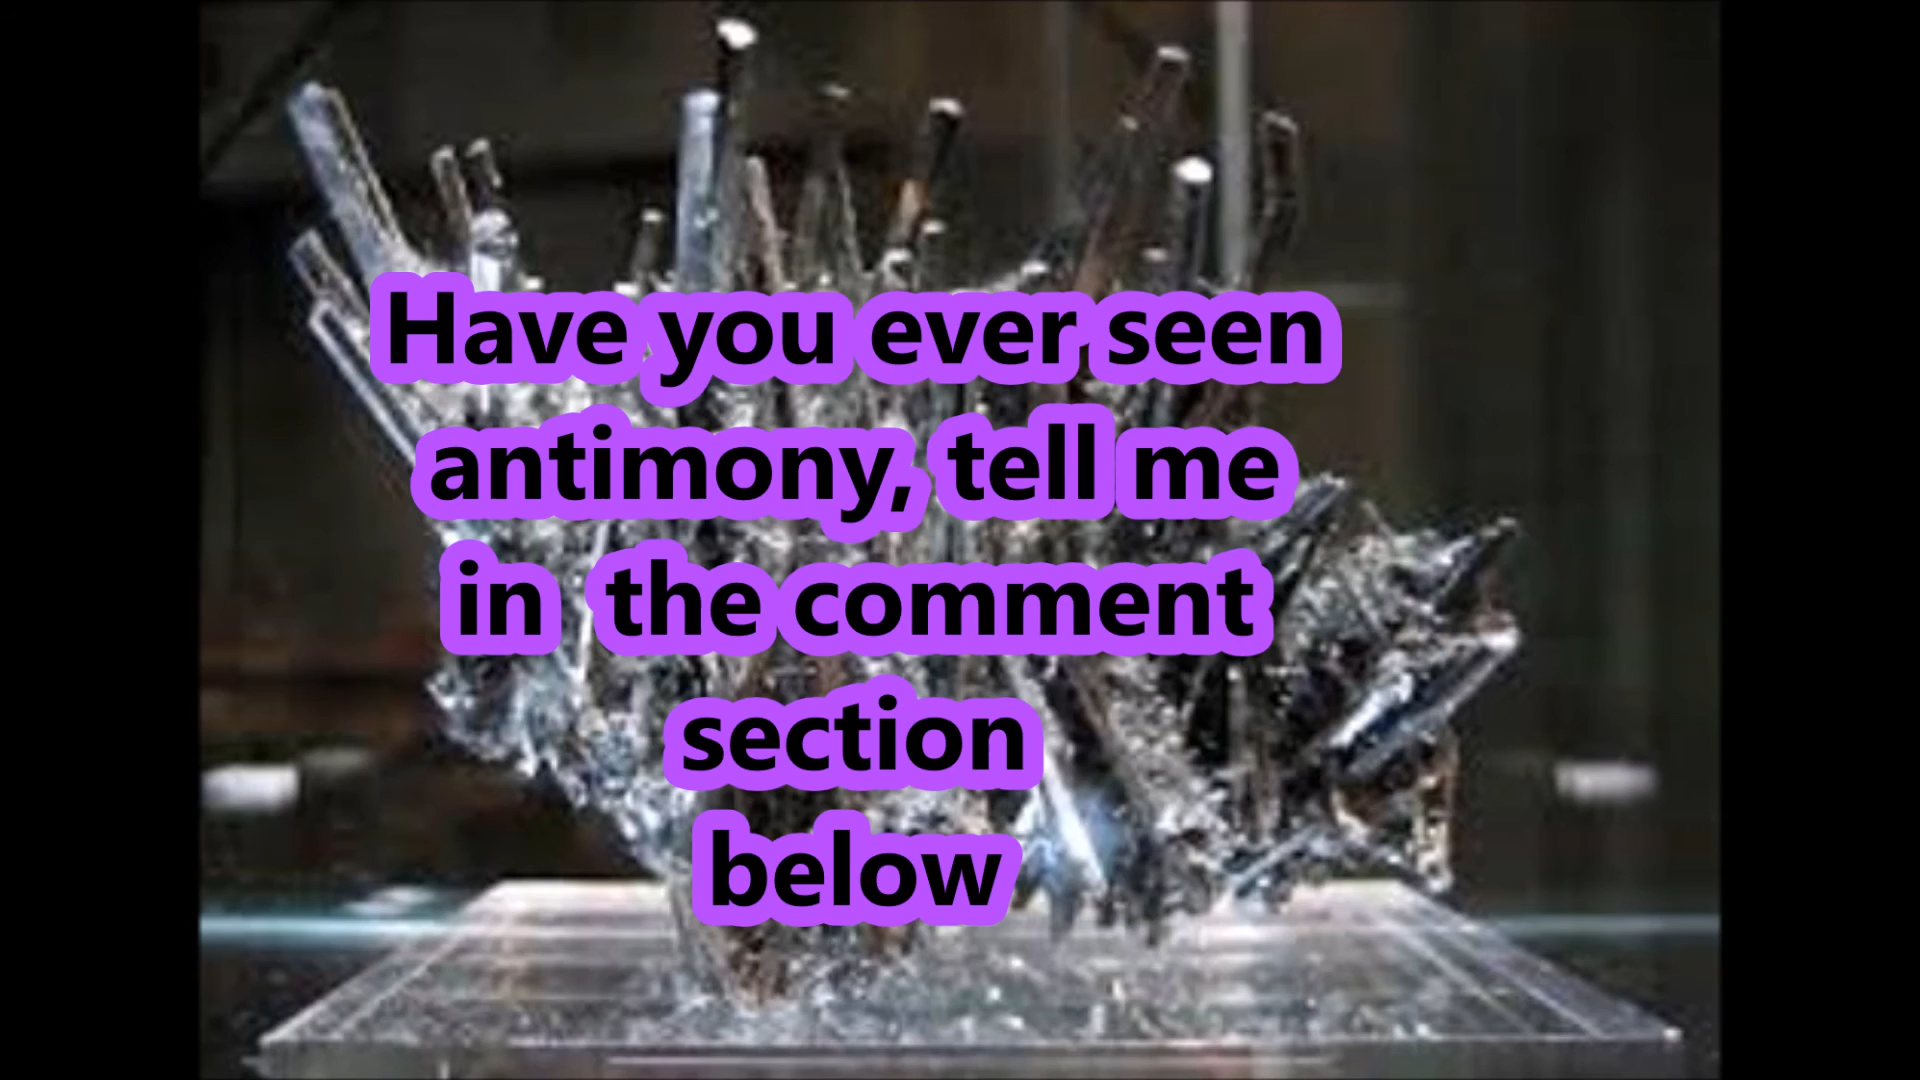 Have you ever seen
antimony, tell me
in  the comment
section
below